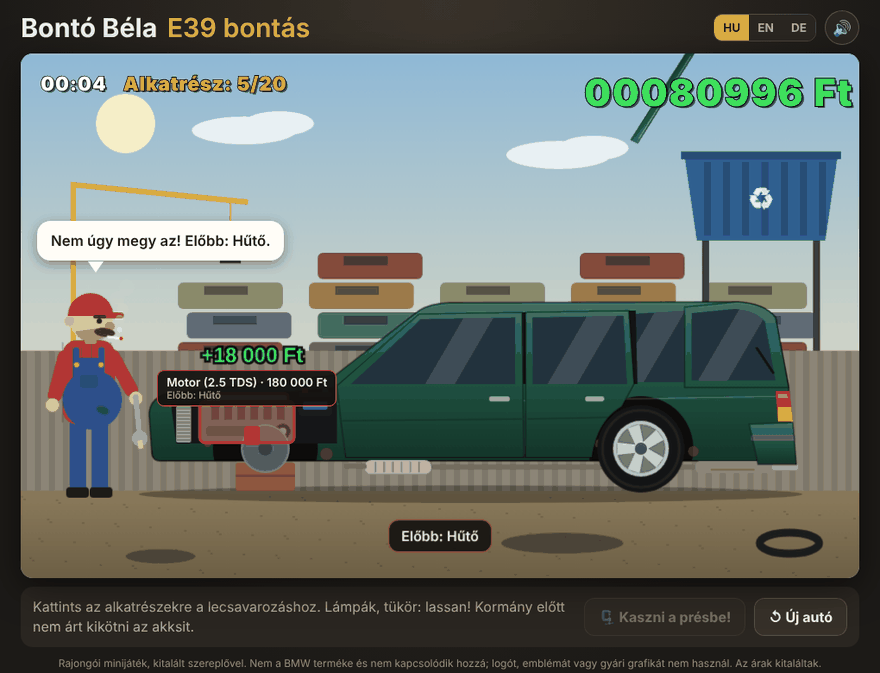 Bontó Béla E39 bontás
HU EN DE
00:04 Alkatrész: 5/20
00080996 Ft
Nem úgy megy az! Előbb: Hűtő.
+18 000 Ft
Motor (2.5 TDS) · 180 000 Ft
Előbb: Hűtő
Előbb: Hűtő
Kattints az alkatrészekre a lecsavarozáshoz. Lámpák, tükör: lassan! Kormány előtt
nem árt kikötni az akksit.
Kaszni a présbe!
Új autó
Rajongói minijáték, kitalált szereplővel. Nem a BMW terméke és nem kapcsolódik hozzá; logót, emblémát vagy gyári grafikát nem használ. Az árak kitaláltak.